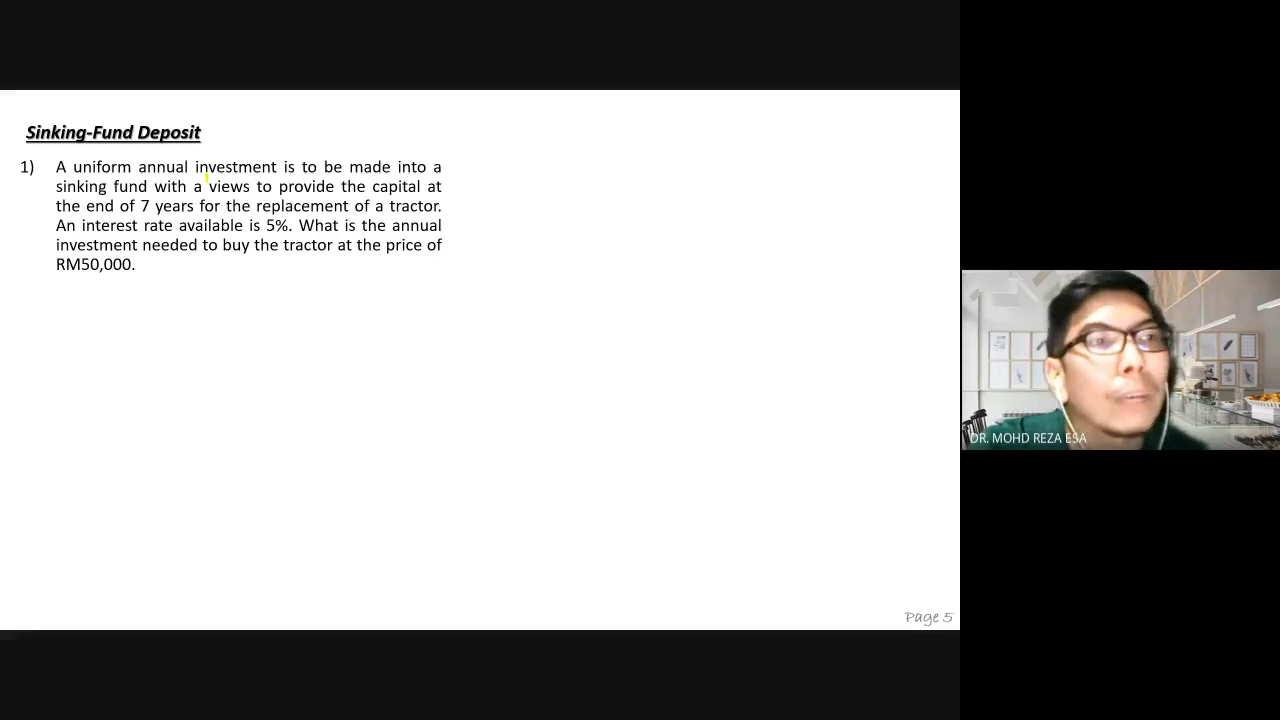 Sinking-Fund Deposit
1) A uniform annual investment is to be made into a
sinking fund with a views to provide the capital at
the end of 7 years for the replacement of a tractor.
An interest rate available is 5%. What is the annual
investment needed to buy the tractor at the price of
RM50,000.
DR. MOHD REZA ESA
Page 5